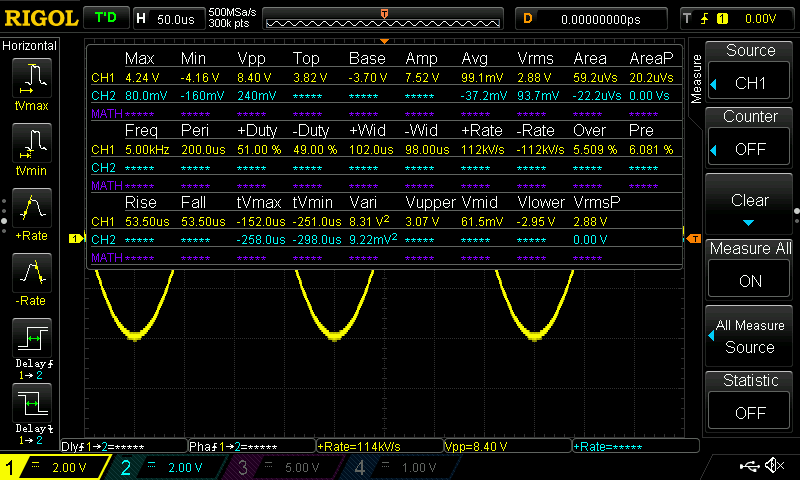 RIGOL T'D H 50.0us 500MSa/s 300k pts D 0.00000000ps T 1 0.00V
Horizontal
tVmax
tVmin
+Rate
-Rate
Delay
1→2
Delay
1→2
Max Min Vpp Top Base Amp Avg Vrms Area AreaP
CH1 4.24 V -4.16 V 8.40 V 3.82 V -3.70 V 7.52 V 99.1mV 2.88 V 59.2uVs 20.2uVs
CH2 80.0mV -160mV 240mV ***** ***** ***** -37.2mV 93.7mV -22.2uVs 0.00 Vs
MATH ***** ***** ***** ***** ***** ***** ***** ***** ***** *****
Freq Peri +Duty -Duty +Wid -Wid +Rate -Rate Over Pre
CH1 5.00kHz 200.0us 51.00 % 49.00 % 102.0us 98.00us 112kV/s -112kV/s 5.509 % 6.081 %
CH2 ***** ***** ***** ***** ***** ***** ***** ***** ***** *****
MATH ***** ***** ***** ***** ***** ***** ***** ***** ***** *****
Rise Fall tVmax tVmin Vari Vupper Vmid Vlower VrmsP
CH1 53.50us 53.50us -152.0us -251.0us 8.31 V² 3.07 V 61.5mV -2.95 V 2.88 V
CH2 ***** ***** -258.0us -298.0us 9.22mV² ***** ***** ***** 0.00 V
MATH ***** ***** ***** ***** ***** ***** ***** ***** *****
1
T
Dly 1→2=***** Pha 1→2=***** +Rate=114kV/s Vpp=8.40 V +Rate=*****
1 = 2.00 V 2 = 2.00 V 3 = 5.00 V 4 = 1.00 V
Measure
Source
CH1
Counter
OFF
Clear
Measure All
ON
All Measure
Source
Statistic
OFF